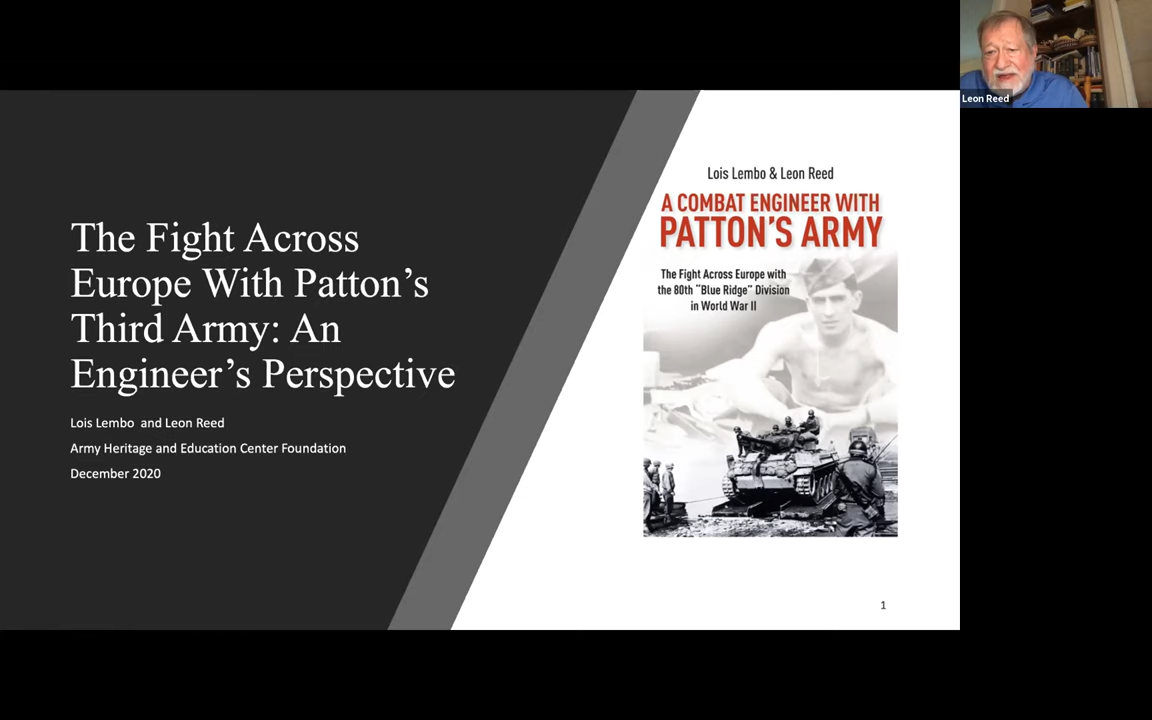 The Fight Across
Europe With Patton's
Third Army: An
Engineer's Perspective
Lois Lembo  and Leon Reed
Army Heritage and Education Center Foundation
December 2020
Lois Lembo & Leon Reed
A COMBAT ENGINEER WITH
PATTON'S ARMY
The Fight Across Europe with
the 80th "Blue Ridge" Division
in World War II
1
Leon Reed